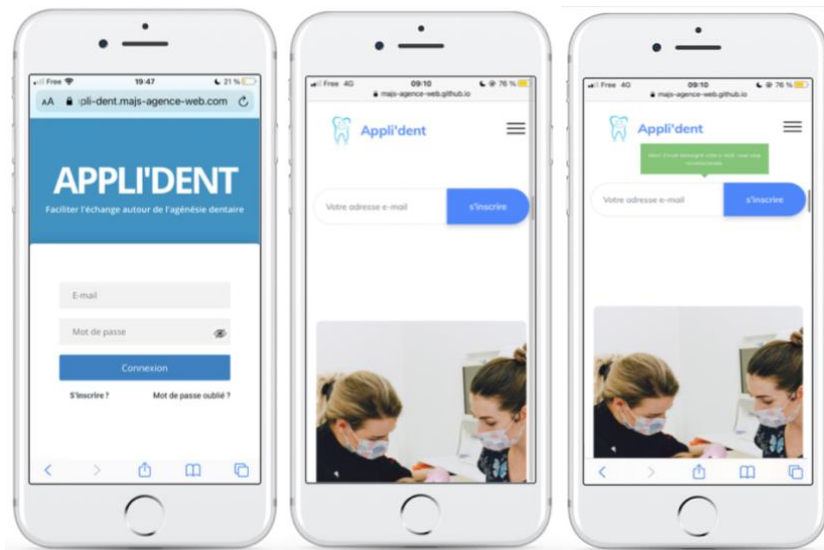 Free
19:47
21 %
AA
pli-dent.majs-agence-web.com
APPLI'DENT
Faciliter l'échange autour de l'agénésie dentaire
E-mail
Mot de passe
Connexion
S'inscrire ?
Mot de passe oublié ?
Free 4G
09:10
76 %
majs-agence-web.github.io
Appli'dent
Votre adresse e-mail
s'inscrire
Free 4G
09:10
76 %
majs-agence-web.github.io
Appli'dent
Votre adresse e-mail
s'inscrire